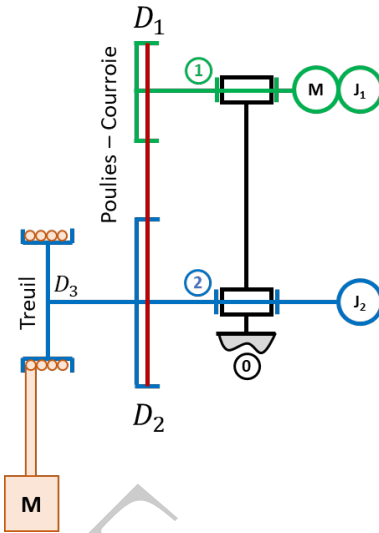 D₁
Poulies – Courroie
1
M
J₁
Treuil
D₃
2
J₂
0
D₂
M